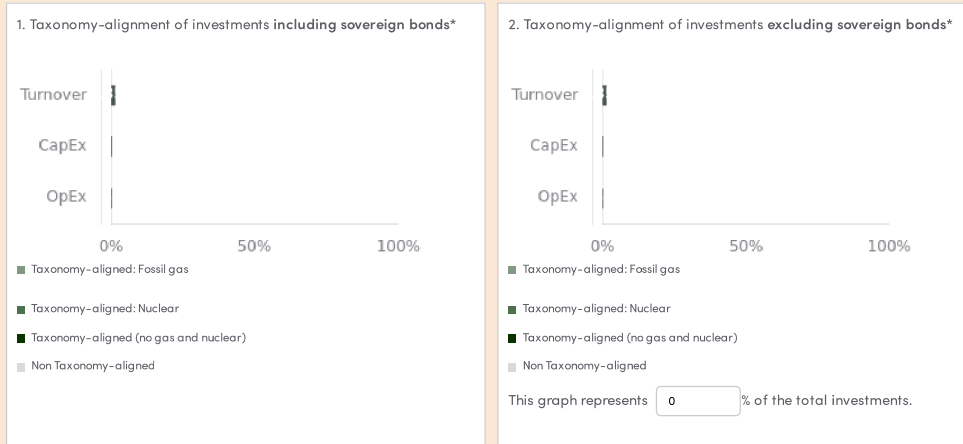 1. Taxonomy-alignment of investments including sovereign bonds*
Turnover
CapEx
OpEx
0% 50% 100%
Taxonomy-aligned: Fossil gas
Taxonomy-aligned: Nuclear
Taxonomy-aligned (no gas and nuclear)
Non Taxonomy-aligned
2. Taxonomy-alignment of investments excluding sovereign bonds*
Turnover
CapEx
OpEx
0% 50% 100%
Taxonomy-aligned: Fossil gas
Taxonomy-aligned: Nuclear
Taxonomy-aligned (no gas and nuclear)
Non Taxonomy-aligned
This graph represents 0 % of the total investments.